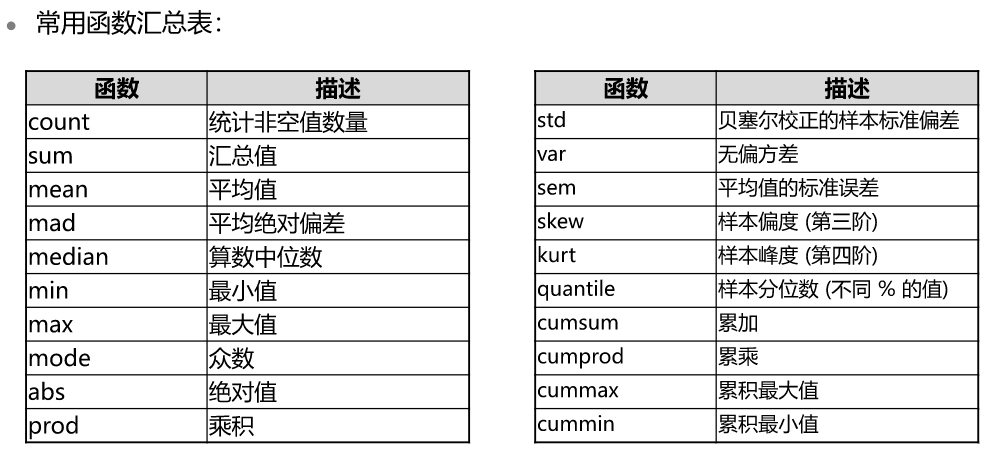 • 常用函数汇总表：
函数 描述
count 统计非空值数量
sum 汇总值
mean 平均值
mad 平均绝对偏差
median 算数中位数
min 最小值
max 最大值
mode 众数
abs 绝对值
prod 乘积
函数 描述
std 贝塞尔校正的样本标准偏差
var 无偏方差
sem 平均值的标准误差
skew 样本偏度 (第三阶)
kurt 样本峰度 (第四阶)
quantile 样本分位数 (不同 % 的值)
cumsum 累加
cumprod 累乘
cummax 累积最大值
cummin 累积最小值